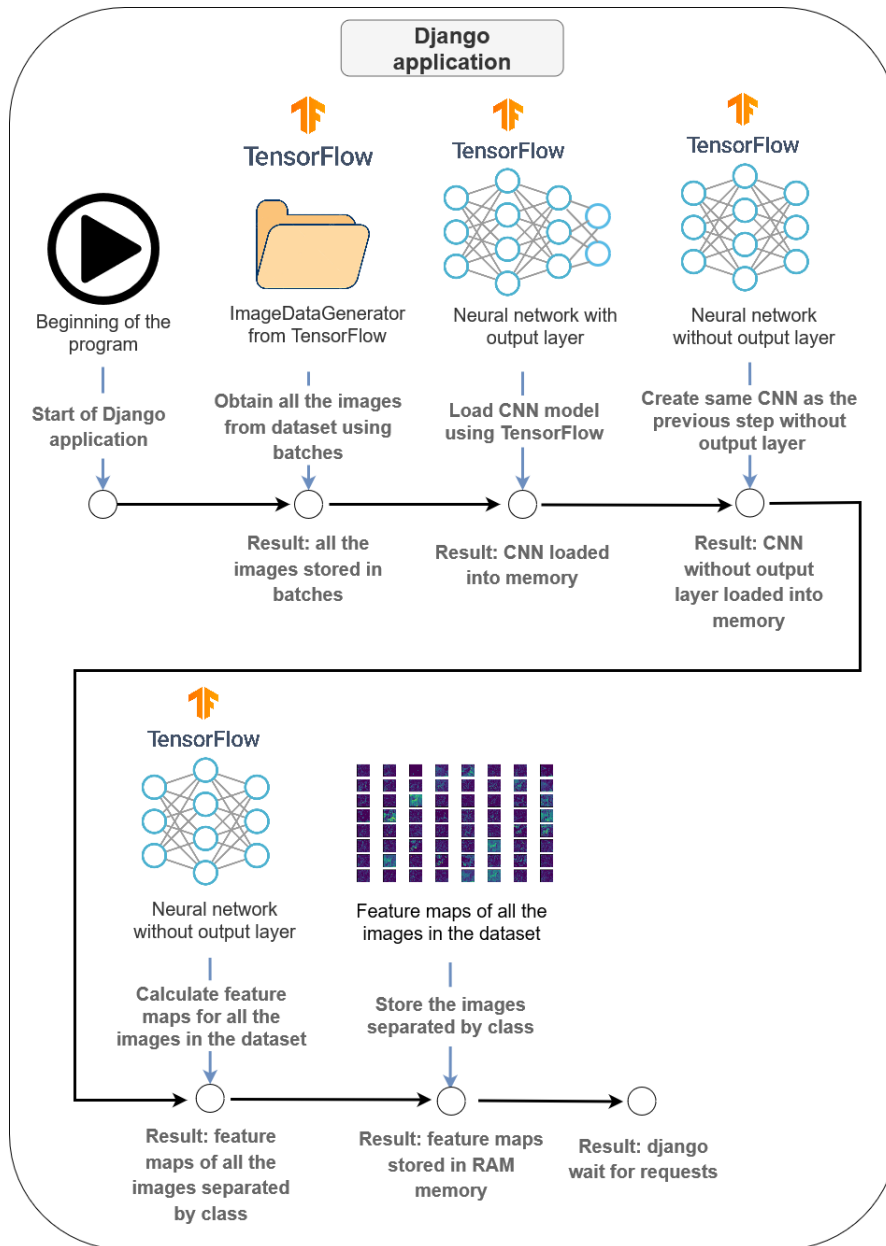 Django
application
TensorFlow
TensorFlow
TensorFlow
Beginning of the
program
ImageDataGenerator
from TensorFlow
Neural network with
output layer
Neural network
without output layer
Start of Django
application
Obtain all the images
from dataset using
batches
Load CNN model
using TensorFlow
Create same CNN as the
previous step without
output layer
Result: all the
images stored in
batches
Result: CNN loaded
into memory
Result: CNN
without output
layer loaded into
memory
TensorFlow
Neural network
without output layer
Feature maps of all the
images in the dataset
Calculate feature
maps for all the
images in the dataset
Store the images
separated by class
Result: feature
maps of all the
images separated
by class
Result: feature maps
stored in RAM
memory
Result: django
wait for requests